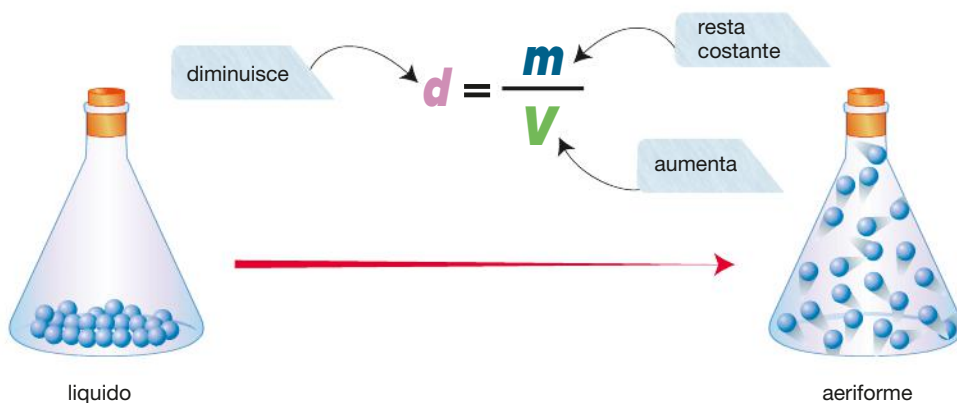 diminuisce
d = m
V
resta
costante
aumenta
liquido
aeriforme